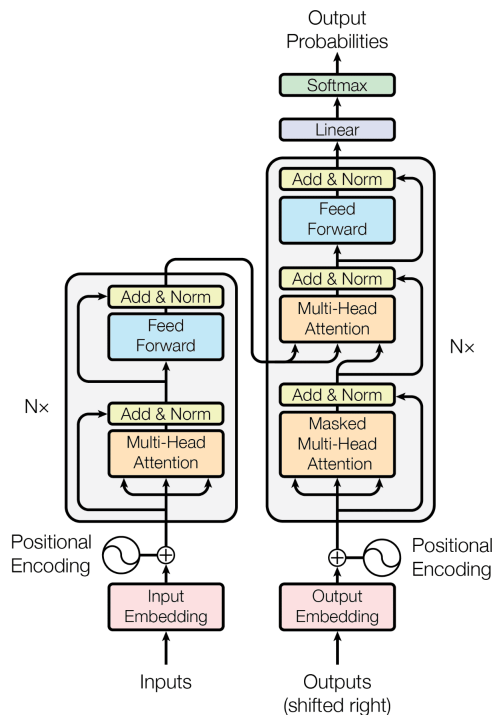 Output
Probabilities
Softmax
Linear
Add & Norm
Feed
Forward
Add & Norm
Multi-Head
Attention
Add & Norm
Masked
Multi-Head
Attention
N×
Positional
Encoding
Output
Embedding
Outputs
(shifted right)
Add & Norm
Feed
Forward
Add & Norm
Multi-Head
Attention
N×
Positional
Encoding
Input
Embedding
Inputs